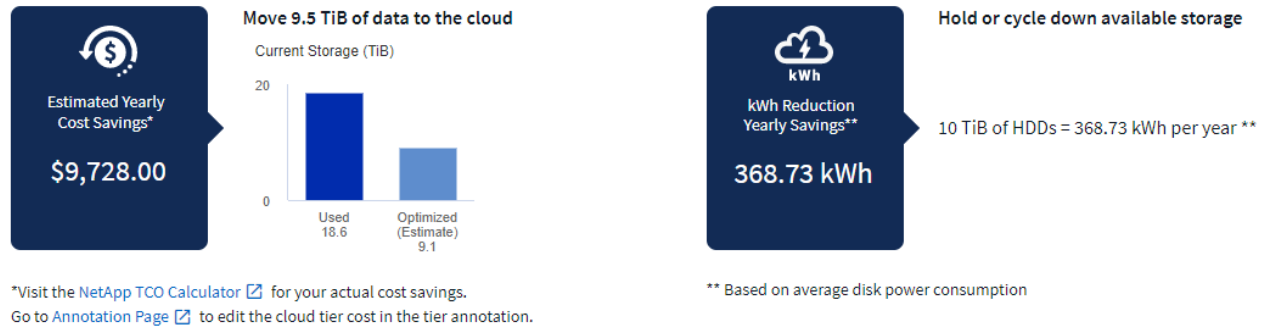 Estimated Yearly
Cost Savings*
$9,728.00
Move 9.5 TiB of data to the cloud
Current Storage (TiB)
20
0
Used
18.6
Optimized
(Estimate)
9.1
*Visit the NetApp TCO Calculator for your actual cost savings.
Go to Annotation Page to edit the cloud tier cost in the tier annotation.
kWh
kWh Reduction
Yearly Savings**
368.73 kWh
Hold or cycle down available storage
10 TiB of HDDs = 368.73 kWh per year **
** Based on average disk power consumption